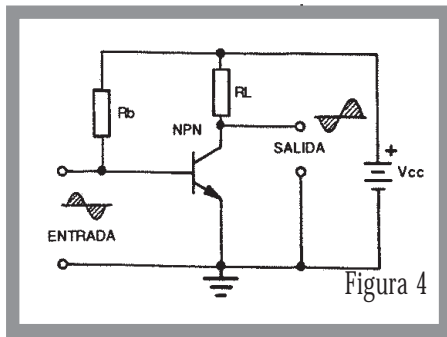 RL
Rb
NPN
SALIDA
+
Vcc
ENTRADA
Figura 4